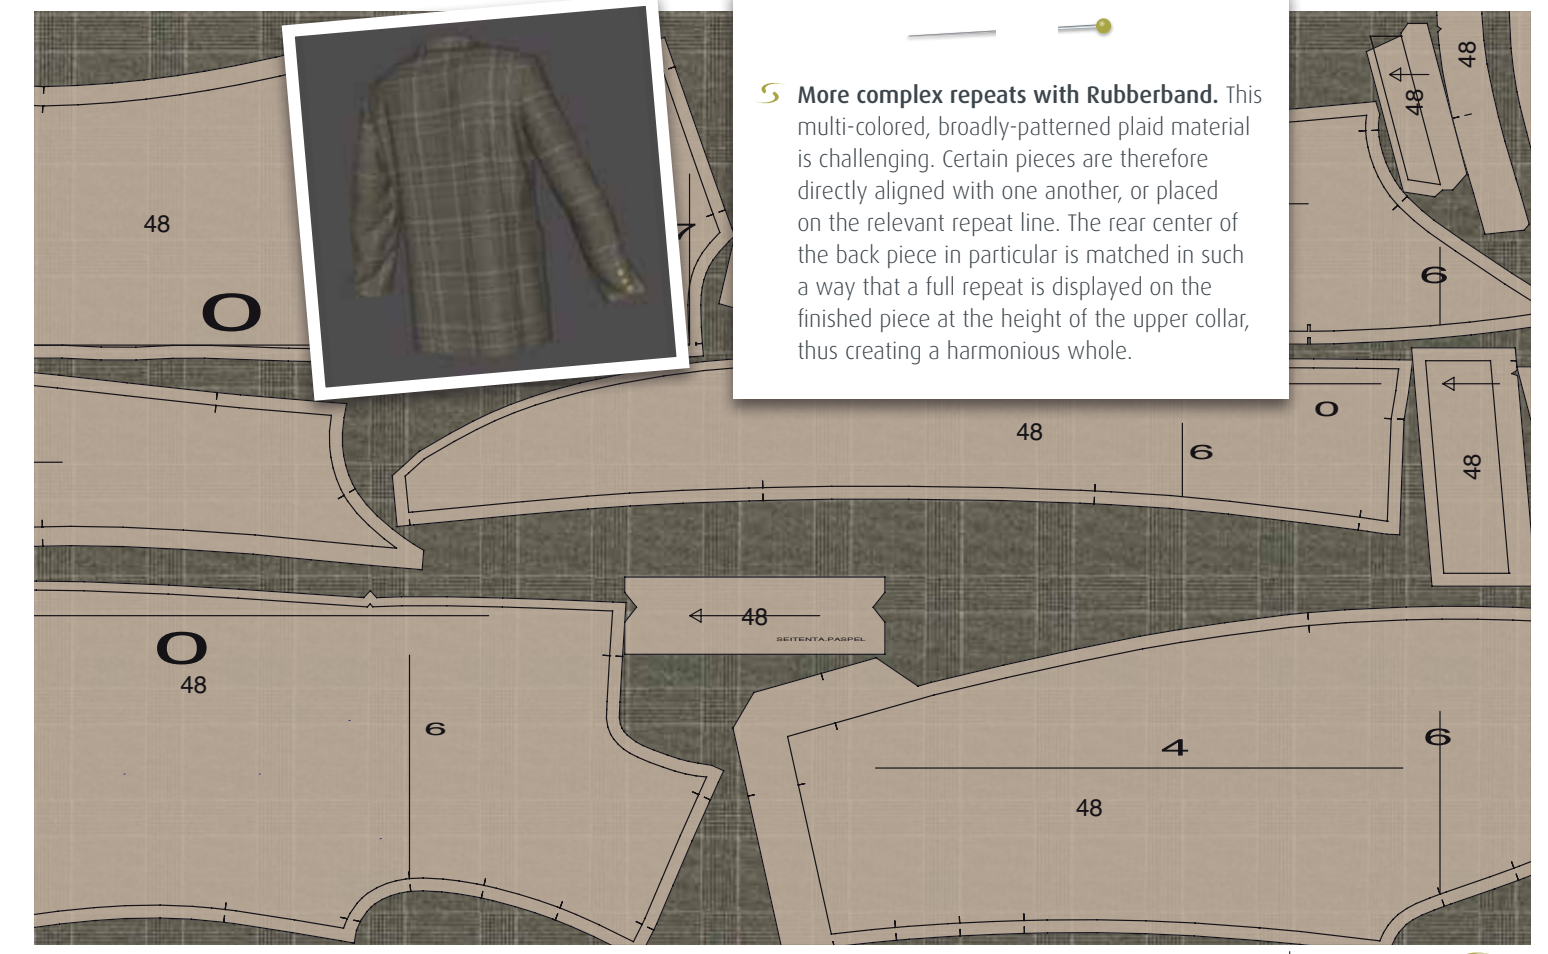 More complex repeats with Rubberband. This
multi-colored, broadly-patterned plaid material
is challenging. Certain pieces are therefore
directly aligned with one another, or placed
on the relevant repeat line. The rear center of
the back piece in particular is matched in such
a way that a full repeat is displayed on the
finished piece at the height of the upper collar,
thus creating a harmonious whole.
48
48
48
0
7
6
0
48
6
48
48
SEITENTA.PASPEL
0
48
6
4
6
48